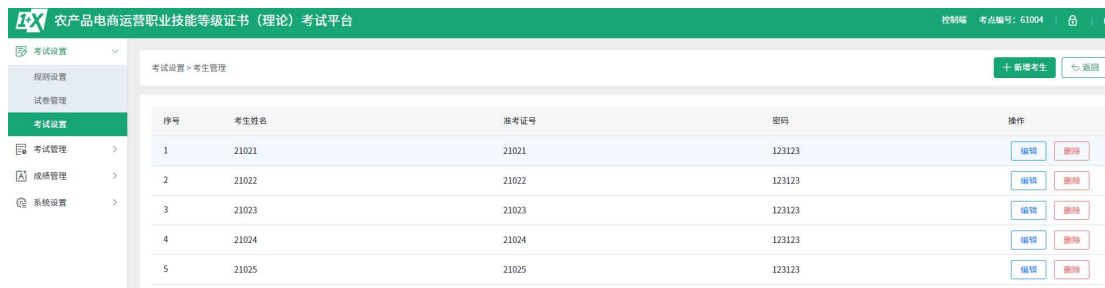 1+X 农产品电商运营职业技能等级证书（理论）考试平台 控制端 考点编号：61004
考试设置
规则设置
试卷管理
考试设置
考试管理
成绩管理
系统设置
考试设置 > 考生管理 + 新增考生 返回
序号 考生姓名 准考证号 密码 操作
1 21021 21021 123123 编辑 删除
2 21022 21022 123123 编辑 删除
3 21023 21023 123123 编辑 删除
4 21024 21024 123123 编辑 删除
5 21025 21025 123123 编辑 删除